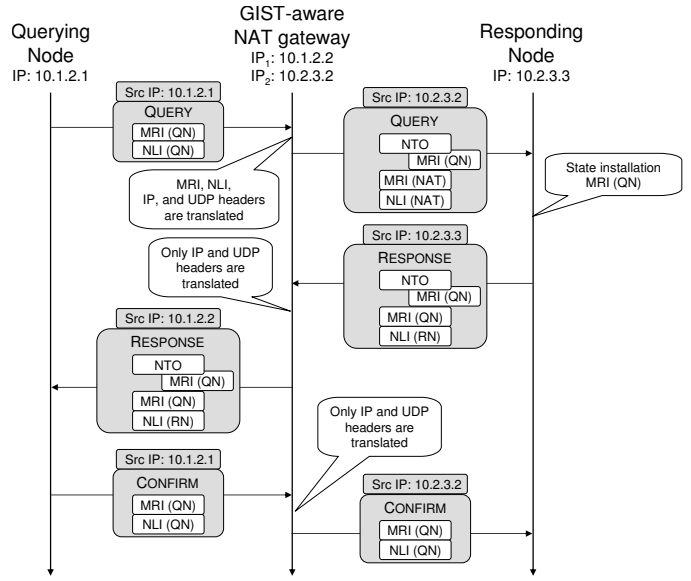 Querying
Node
IP: 10.1.2.1
GIST-aware
NAT gateway
IP₁: 10.1.2.2
IP₂: 10.2.3.2
Responding
Node
IP: 10.2.3.3
Src IP: 10.1.2.1
QUERY
MRI (QN)
NLI (QN)
Src IP: 10.2.3.2
QUERY
NTO
MRI (QN)
MRI (NAT)
NLI (NAT)
MRI, NLI,
IP, and UDP headers
are translated
State installation
MRI (QN)
Src IP: 10.2.3.3
RESPONSE
NTO
MRI (QN)
MRI (QN)
NLI (RN)
Only IP and UDP
headers are
translated
Src IP: 10.1.2.2
RESPONSE
NTO
MRI (QN)
MRI (QN)
NLI (RN)
Only IP and UDP
headers are
translated
Src IP: 10.1.2.1
CONFIRM
MRI (QN)
NLI (QN)
Src IP: 10.2.3.2
CONFIRM
MRI (QN)
NLI (QN)